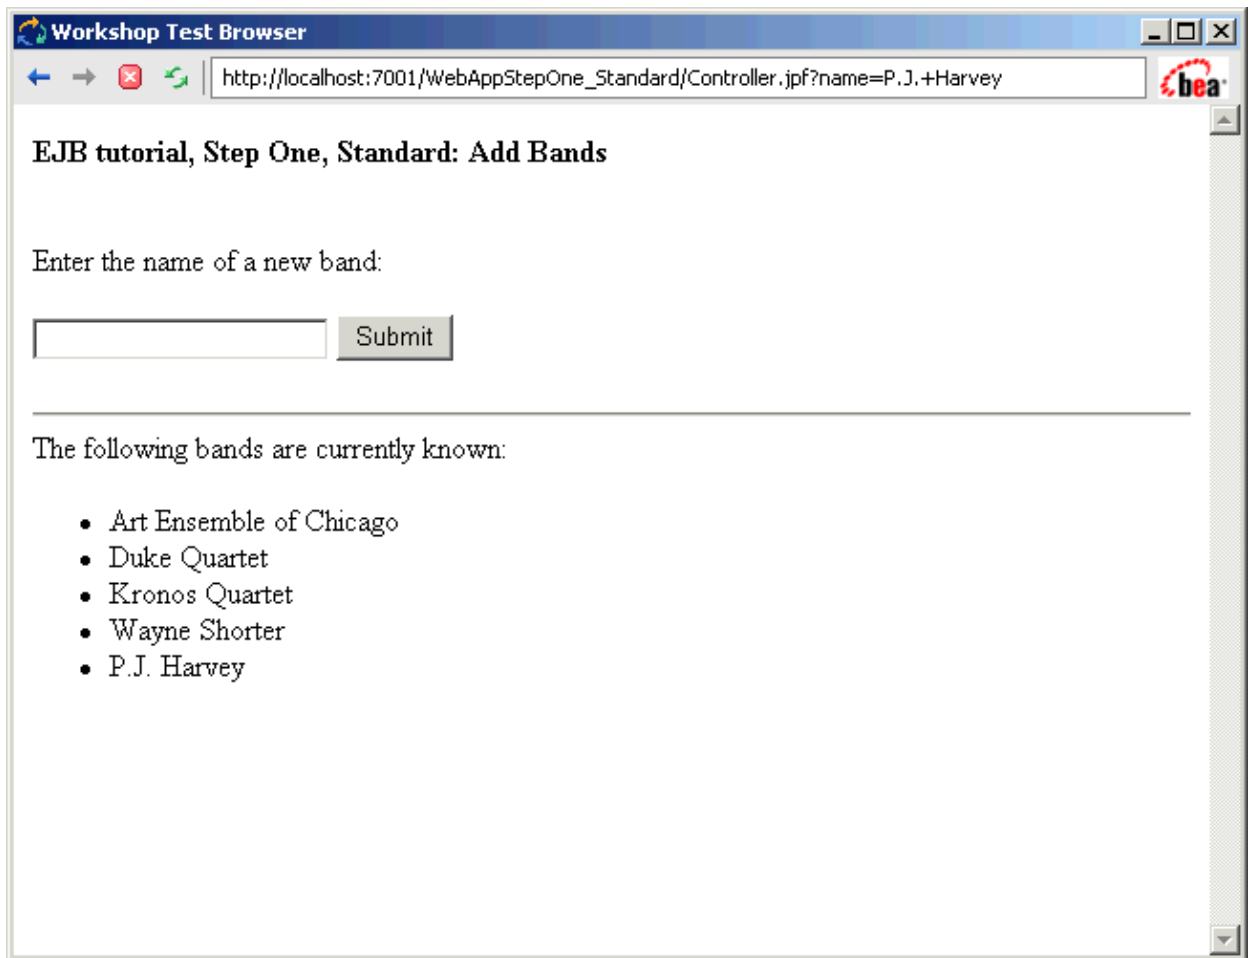 Workshop Test Browser
http://localhost:7001/WebAppStepOne_Standard/Controller.jpf?name=P.J.+Harvey
bea
EJB tutorial, Step One, Standard: Add Bands
Enter the name of a new band:
Submit
The following bands are currently known:
• Art Ensemble of Chicago
• Duke Quartet
• Kronos Quartet
• Wayne Shorter
• P.J. Harvey